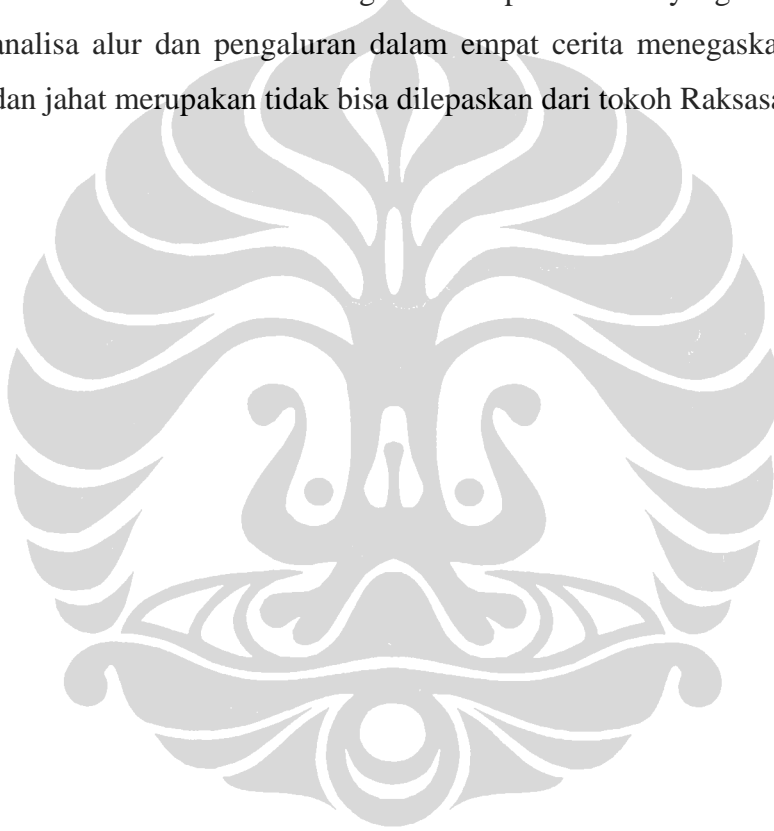 analisa alur dan pengaluran dalam empat cerita menegaska
dan jahat merupakan tidak bisa dilepaskan dari tokoh Raksasa